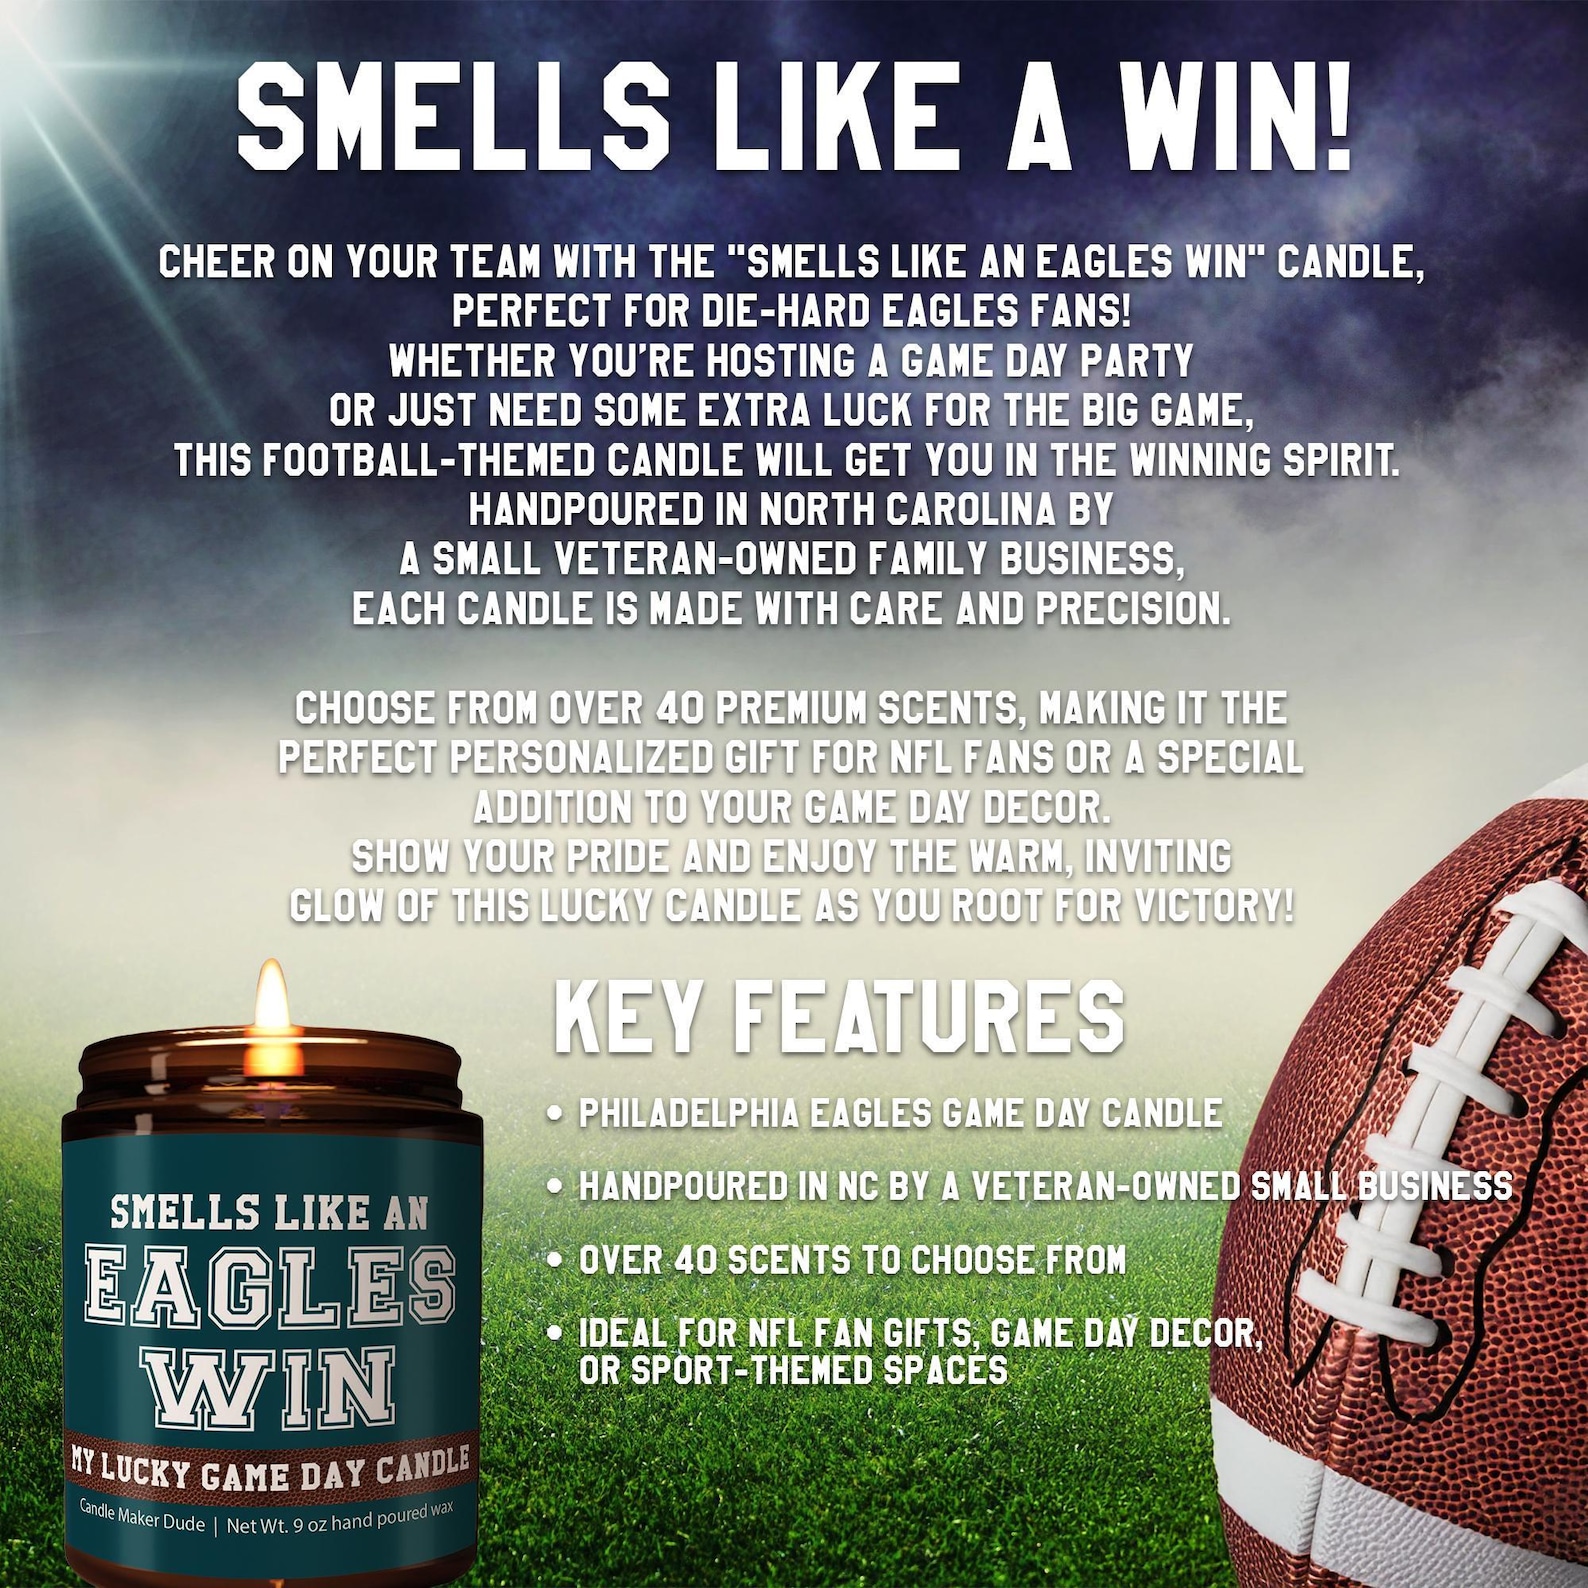 SMELLS LIKE A WIN!
CHEER ON YOUR TEAM WITH THE "SMELLS LIKE AN EAGLES WIN" CANDLE,
PERFECT FOR DIE-HARD EAGLES FANS!
WHETHER YOU'RE HOSTING A GAME DAY PARTY
OR JUST NEED SOME EXTRA LUCK FOR THE BIG GAME,
THIS FOOTBALL-THEMED CANDLE WILL GET YOU IN THE WINNING SPIRIT.
HANDPOURED IN NORTH CAROLINA BY
A SMALL VETERAN-OWNED FAMILY BUSINESS,
EACH CANDLE IS MADE WITH CARE AND PRECISION.
CHOOSE FROM OVER 40 PREMIUM SCENTS, MAKING IT THE
PERFECT PERSONALIZED GIFT FOR NFL FANS OR A SPECIAL
ADDITION TO YOUR GAME DAY DECOR.
SHOW YOUR PRIDE AND ENJOY THE WARM, INVITING
GLOW OF THIS LUCKY CANDLE AS YOU ROOT FOR VICTORY!
KEY FEATURES
• PHILADELPHIA EAGLES GAME DAY CANDLE
• HANDPOURED IN NC BY A VETERAN-OWNED SMALL BUSINESS
• OVER 40 SCENTS TO CHOOSE FROM
• IDEAL FOR NFL FAN GIFTS, GAME DAY DECOR,
OR SPORT-THEMED SPACES
SMELLS LIKE AN
EAGLES
WIN
MY LUCKY GAME DAY CANDLE
Candle Maker Dude | Net Wt. 9 oz hand poured wax